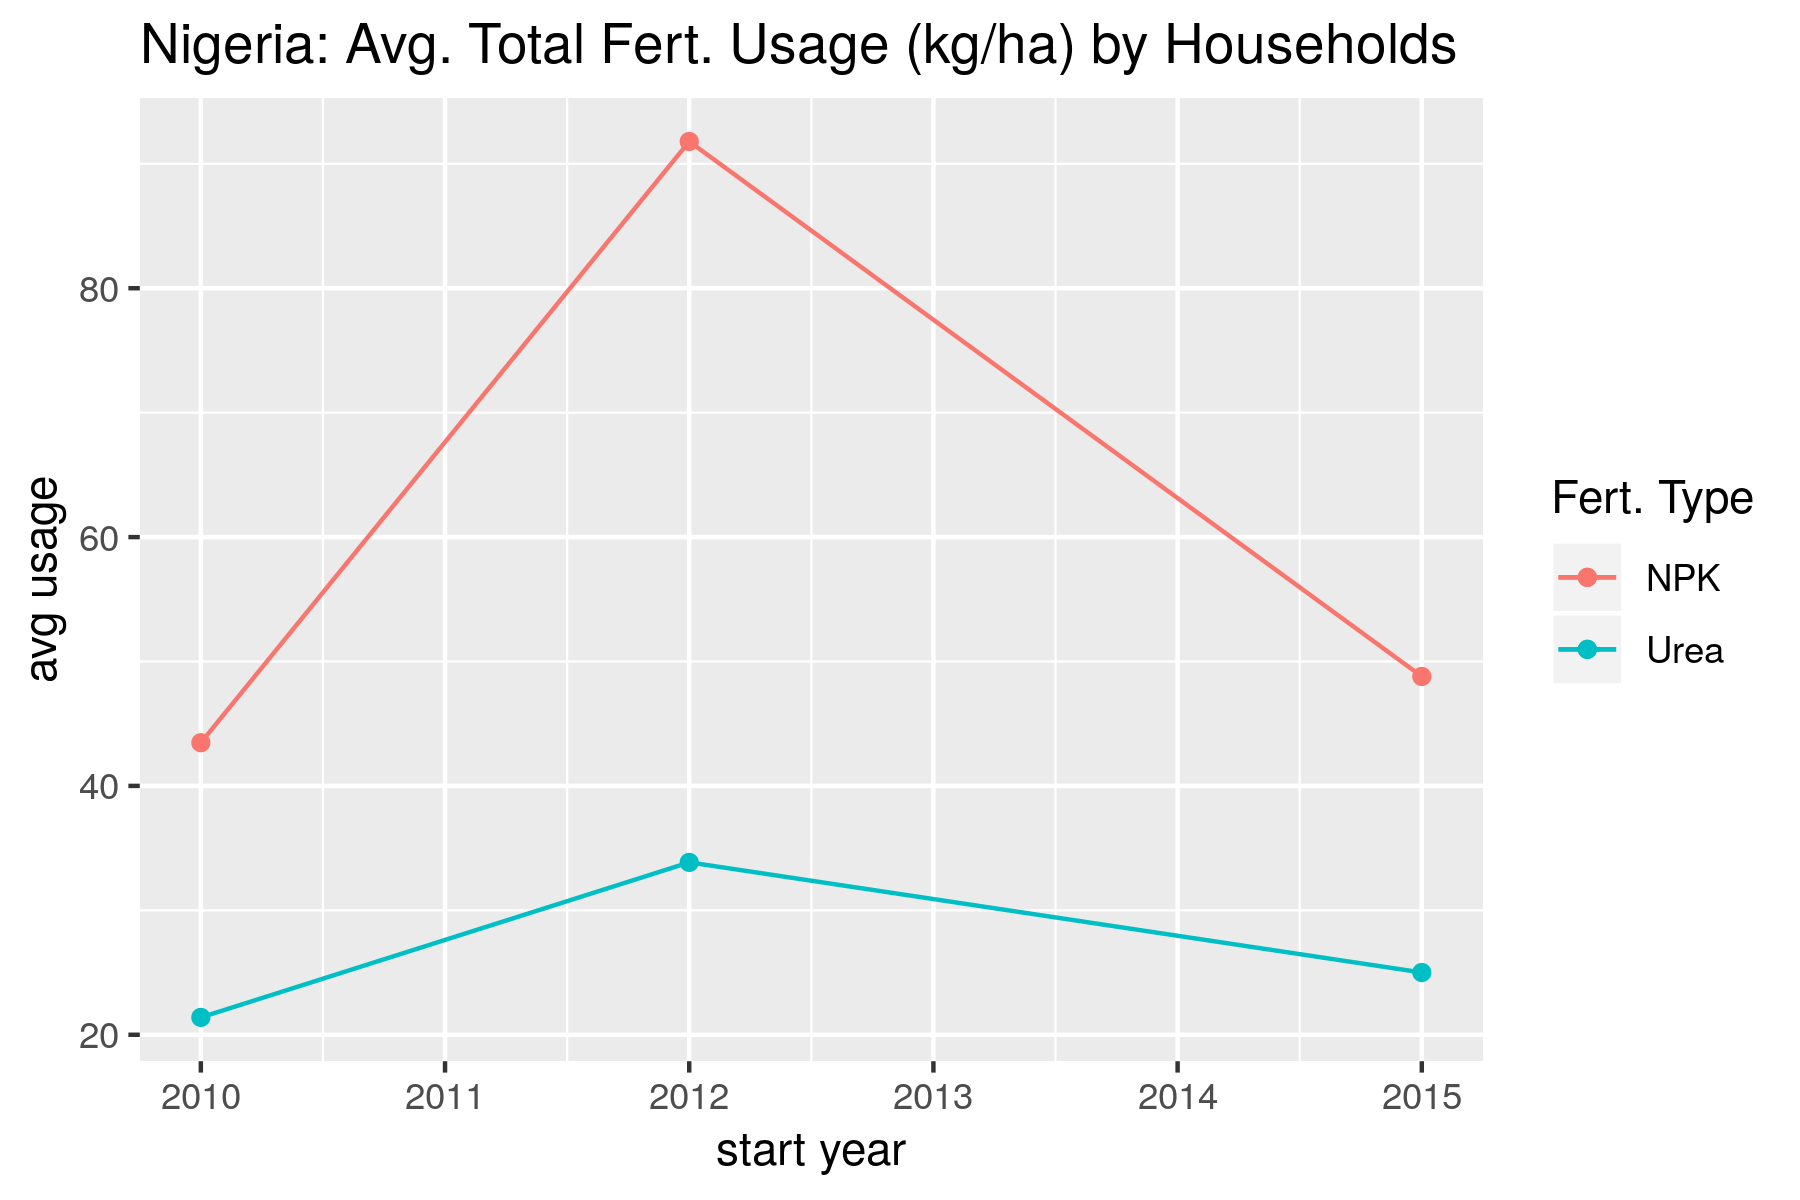 Nigeria: Avg. Total Fert. Usage (kg/ha) by Households
avg usage
80
60
40
20
2010 2011 2012 2013 2014 2015
start year
Fert. Type
NPK
Urea